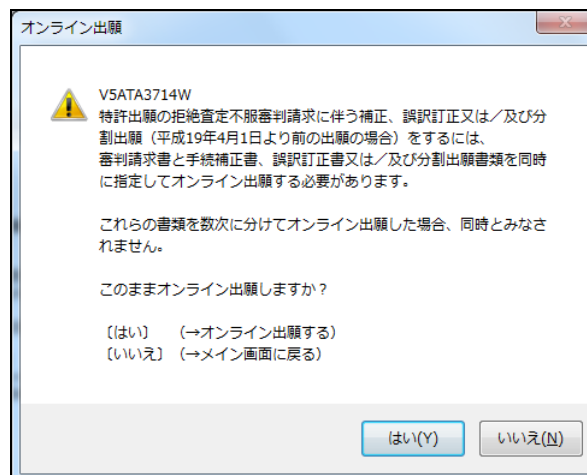 オンライン出願
V5ATA3714W
特許出願の拒絶査定不服審判請求に伴う補正、誤訳訂正又は／及び分
割出願（平成19年4月1日より前の出願の場合）をするには、
審判請求書と手続補正書、誤訳訂正書又は／及び分割出願書類を同時
に指定してオンライン出願する必要があります。
これらの書類を数次に分けてオンライン出願した場合、同時とみなさ
れません。
このままオンライン出願しますか？
〔はい〕　（→オンライン出願する）
〔いいえ〕（→メイン画面に戻る）
はい(Y)　いいえ(N)